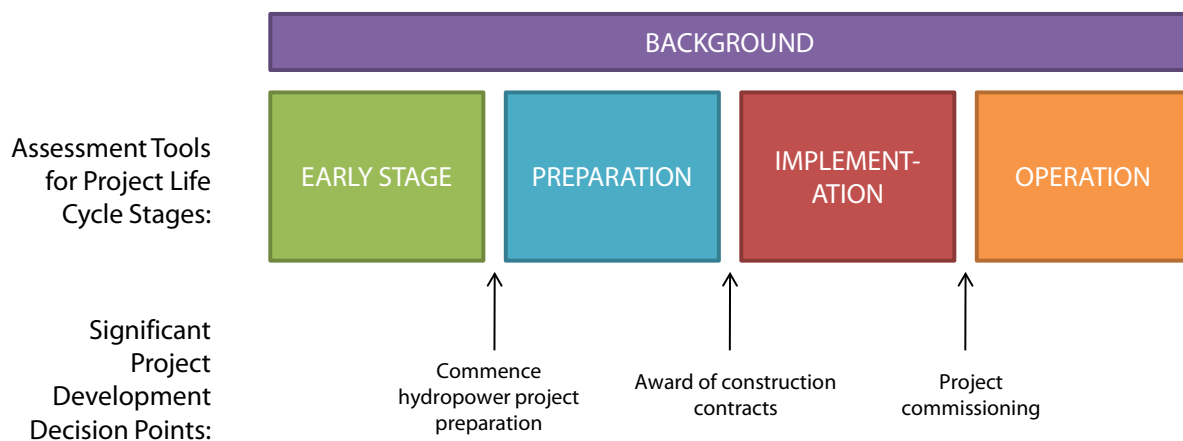 BACKGROUND
Assessment Tools
for Project Life
Cycle Stages:
EARLY STAGE
PREPARATION
IMPLEMENT-
ATION
OPERATION
Significant
Project
Development
Decision Points:
Commence
hydropower project
preparation
Award of construction
contracts
Project
commissioning